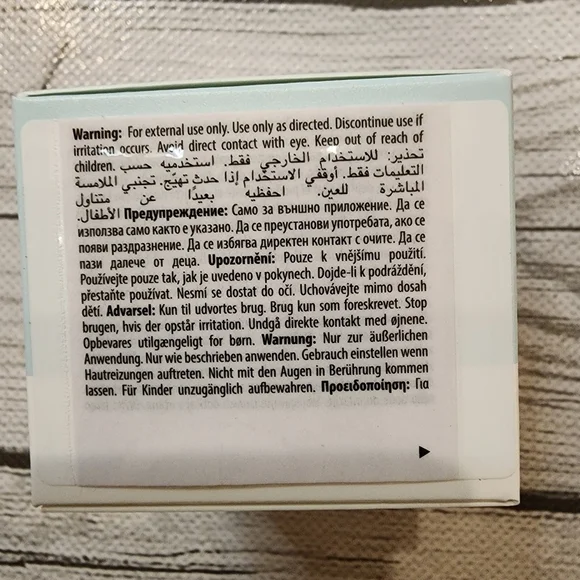 Warning: For external use only. Use only as directed. Discontinue use if
irritation occurs. Avoid direct contact with eye. Keep out of reach of
children. تحذير: للاستخدام الخارجي فقط. استخدميه حسب
التعليمات فقط. أوقفي الاستخدام إذا حدث تهيّج. تجنبي الملامسة
المباشرة للعين. احفظيه بعيدًا عن متناول
الأطفال. Предупреждение: Само за външно приложение. Да се
използва само както е указано. Да се преустанови употребата, ако се
появи раздразнение. Да се избягва директен контакт с очите. Да се
пази далече от деца. Upozornění: Pouze k vnějšímu použití.
Používejte pouze tak, jak je uvedeno v pokynech. Dojde-li k podráždění,
přestaňte používat. Nesmí se dostat do očí. Uchovávejte mimo dosah
dětí. Advarsel: Kun til udvortes brug. Brug kun som foreskrevet. Stop
brugen, hvis der opstår irritation. Undgå direkte kontakt med øjnene.
Opbevares utilgængeligt for børn. Warnung: Nur zur äußerlichen
Anwendung. Nur wie beschrieben anwenden. Gebrauch einstellen wenn
Hautreizungen auftreten. Nicht mit den Augen in Berührung kommen
lassen. Für Kinder unzugänglich aufbewahren. Προειδοποίηση: Για